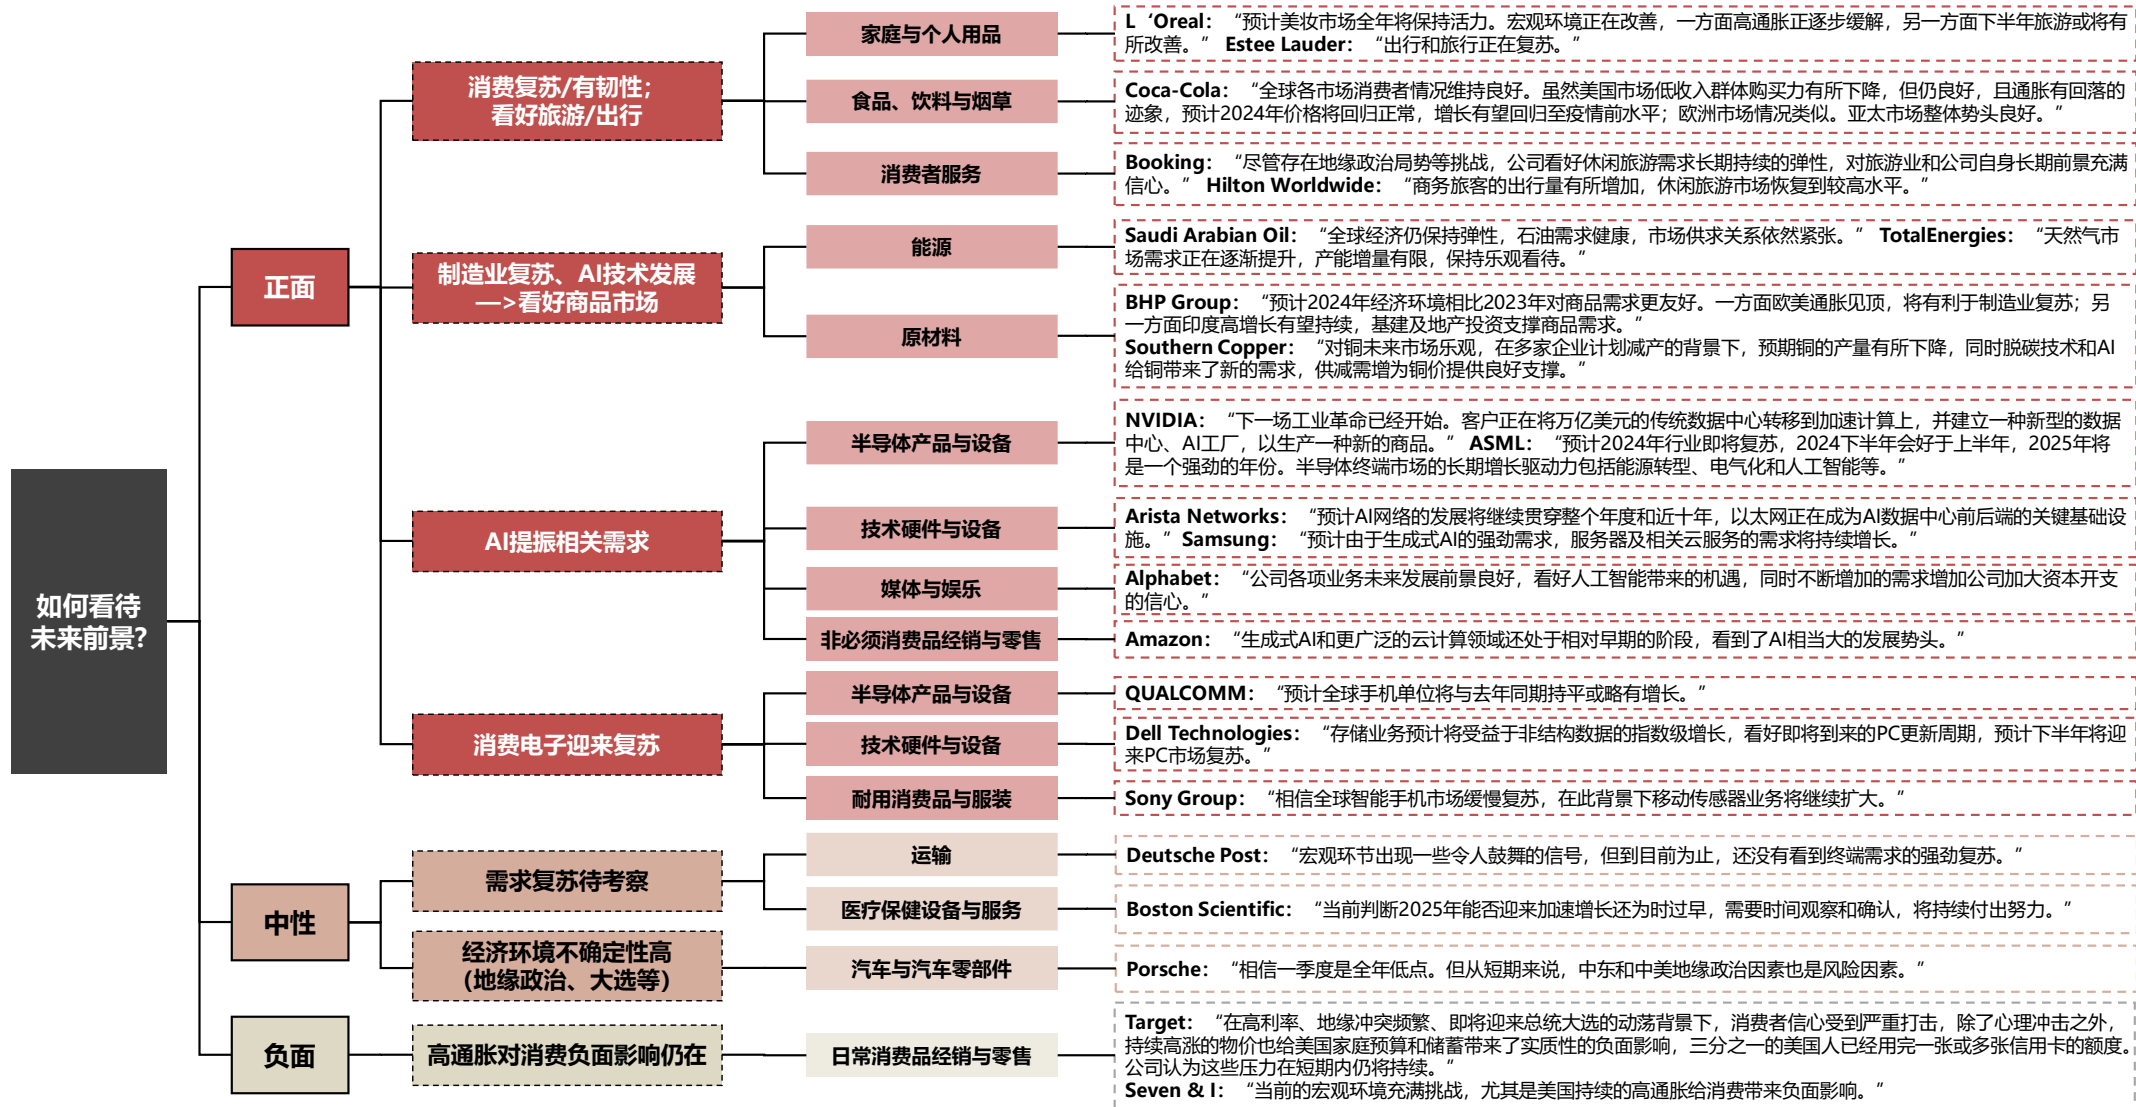 如何看待
未来前景?
正面
消费复苏/有韧性;
看好旅游/出行
家庭与个人用品
L‘Oreal：“预计美妆市场全年将保持活力。宏观环境正在改善，一方面高通胀正逐步缓解，另一方面下半年旅游或将有
所改善。” Estee Lauder：“出行和旅行正在复苏。”
食品、饮料与烟草
Coca-Cola：“全球各市场消费者情况维持良好。虽然美国市场低收入群体购买力有所下降，但仍良好，且通胀有回落的
迹象，预计2024年价格将回归正常，增长有望回归至疫情前水平；欧洲市场情况类似。亚太市场整体势头良好。”
消费者服务
Booking：“尽管存在地缘政治局势等挑战，公司看好休闲旅游需求长期持续的弹性，对旅游业和公司自身长期前景充满
信心。” Hilton Worldwide：“商务旅客的出行量有所增加，休闲旅游市场恢复到较高水平。”
制造业复苏、AI技术发展
—>看好商品市场
能源
Saudi Arabian Oil：“全球经济仍保持弹性，石油需求健康，市场供求关系依然紧张。” TotalEnergies：“天然气市
场需求正在逐渐提升，产能增量有限，保持乐观看待。”
原材料
BHP Group：“预计2024年经济环境相比2023年对商品需求更友好。一方面欧美通胀见顶，将有利于制造业复苏；另
一方面印度高增长有望持续，基建及地产投资支撑商品需求。”
Southern Copper：“对铜未来市场乐观，在多家企业计划减产的背景下，预期铜的产量有所下降，同时脱碳技术和AI
给铜带来了新的需求，供减需增为铜价提供良好支撑。”
AI提振相关需求
半导体产品与设备
NVIDIA：“下一场工业革命已经开始。客户正在将万亿美元的传统数据中心转移到加速计算上，并建立一种新型的数据
中心、AI工厂，以生产一种新的商品。” ASML：“预计2024年行业即将复苏，2024下半年会好于上半年，2025年将
是一个强劲的年份。半导体终端市场的长期增长驱动力包括能源转型、电气化和人工智能等。”
技术硬件与设备
Arista Networks：“预计AI网络的发展将继续贯穿整个年度和近十年，以太网正在成为AI数据中心前后端的关键基础设
施。” Samsung：“预计由于生成式AI的强劲需求，服务器及相关云服务的需求将持续增长。”
媒体与娱乐
Alphabet：“公司各项业务未来发展前景良好，看好人工智能带来的机遇，同时不断增加的需求增加公司加大资本开支
的信心。”
非必须消费品经销与零售
Amazon：“生成式AI和更广泛的云计算领域还处于相对早期的阶段，看到了AI相当大的发展势头。”
消费电子迎来复苏
半导体产品与设备
QUALCOMM：“预计全球手机单位将与去年同期持平或略有增长。”
技术硬件与设备
Dell Technologies：“存储业务预计将受益于非结构数据的指数级增长，看好即将到来的PC更新周期，预计下半年将迎
来PC市场复苏。”
耐用消费品与服装
Sony Group：“相信全球智能手机市场缓慢复苏，在此背景下移动传感器业务将继续扩大。”
中性
需求复苏待考察
运输
Deutsche Post：“宏观环节出现一些令人鼓舞的信号，但到目前为止，还没有看到终端需求的强劲复苏。”
医疗保健设备与服务
Boston Scientific：“当前判断2025年能否迎来加速增长还为时过早，需要时间观察和确认，将持续付出努力。”
经济环境不确定性高
(地缘政治、大选等)
汽车与汽车零部件
Porsche：“相信一季度是全年低点。但从短期来说，中东和中美地缘政治因素也是风险因素。”
负面
高通胀对消费负面影响仍在
日常消费品经销与零售
Target：“在高利率、地缘冲突频繁、即将迎来总统大选的动荡背景下，消费者信心受到严重打击，除了心理冲击之外，
持续高涨的物价也给美国家庭预算和储蓄带来了实质性的负面影响，三分之一的美国人已经用完一张或多张信用卡的额度。
公司认为这些压力在短期内仍将持续。”
Seven & I：“当前的宏观环境充满挑战，尤其是美国持续的高通胀给消费带来负面影响。”